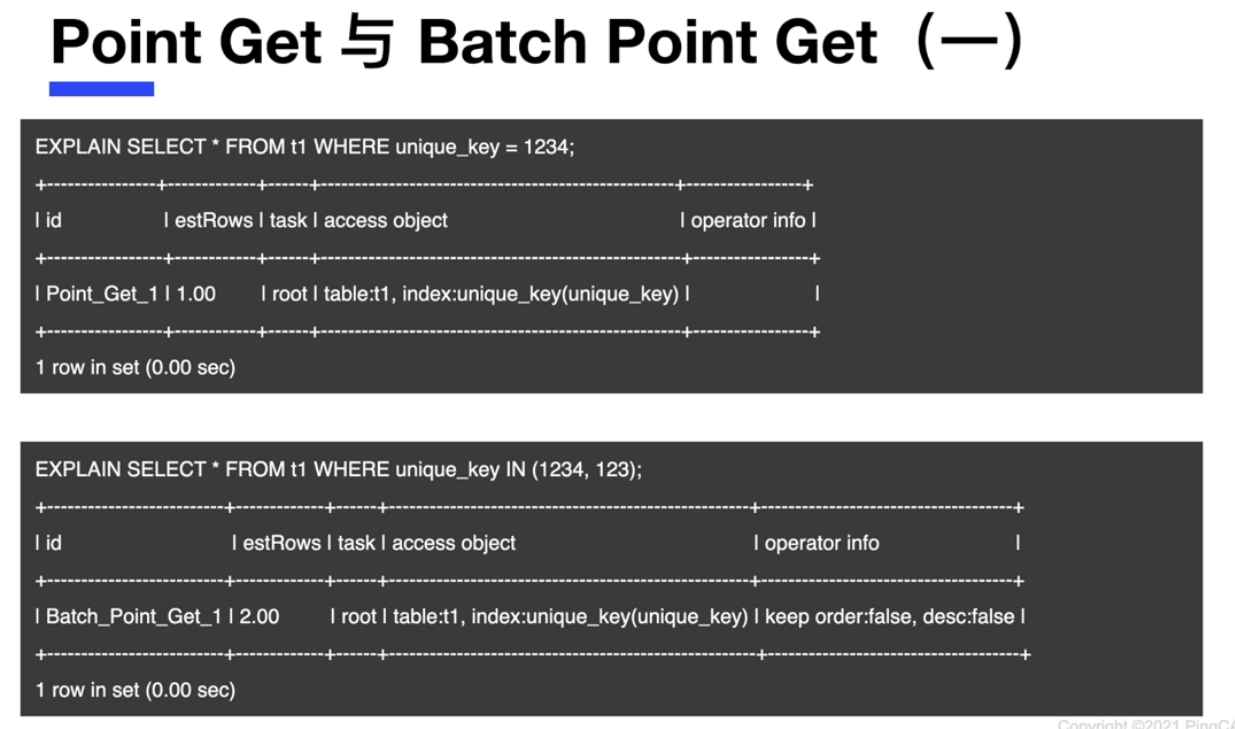 Point Get 与 Batch Point Get（一）
EXPLAIN SELECT * FROM t1 WHERE unique_key = 1234;
+----------------+-------------+------+----------------------------------------------------+-----------------+
| id | estRows | task | access object | operator info |
+-----------------+------------+------+-----------------------------------------------------+-----------------+
| Point_Get_1 | 1.00 | root | table:t1, index:unique_key(unique_key) | |
+-----------------+------------+------+-----------------------------------------------------+-----------------+
1 row in set (0.00 sec)
EXPLAIN SELECT * FROM t1 WHERE unique_key IN (1234, 123);
+--------------------------+-------------+------+-----------------------------------------------------+------------------------------------+
| id | estRows | task | access object | operator info |
+--------------------------+-------------+------+-----------------------------------------------------+------------------------------------+
| Batch_Point_Get_1 | 2.00 | root | table:t1, index:unique_key(unique_key) | keep order:false, desc:false |
+--------------------------+-------------+------+------------------------------------------------------+------------------------------------+
1 row in set (0.00 sec)
Copyright ©2021 PingCA